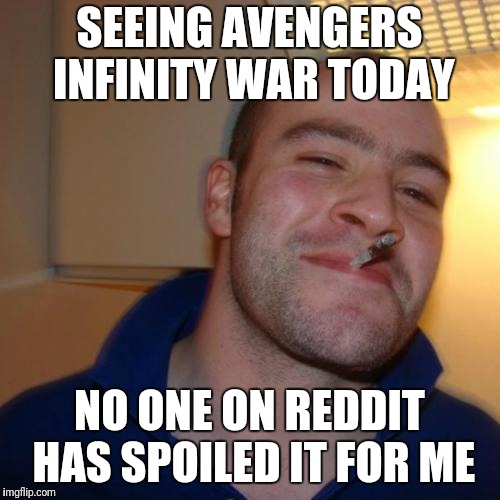 SEEING AVENGERS
INFINITY WAR TODAY
NO ONE ON REDDIT
HAS SPOILED IT FOR ME
imgflip.com